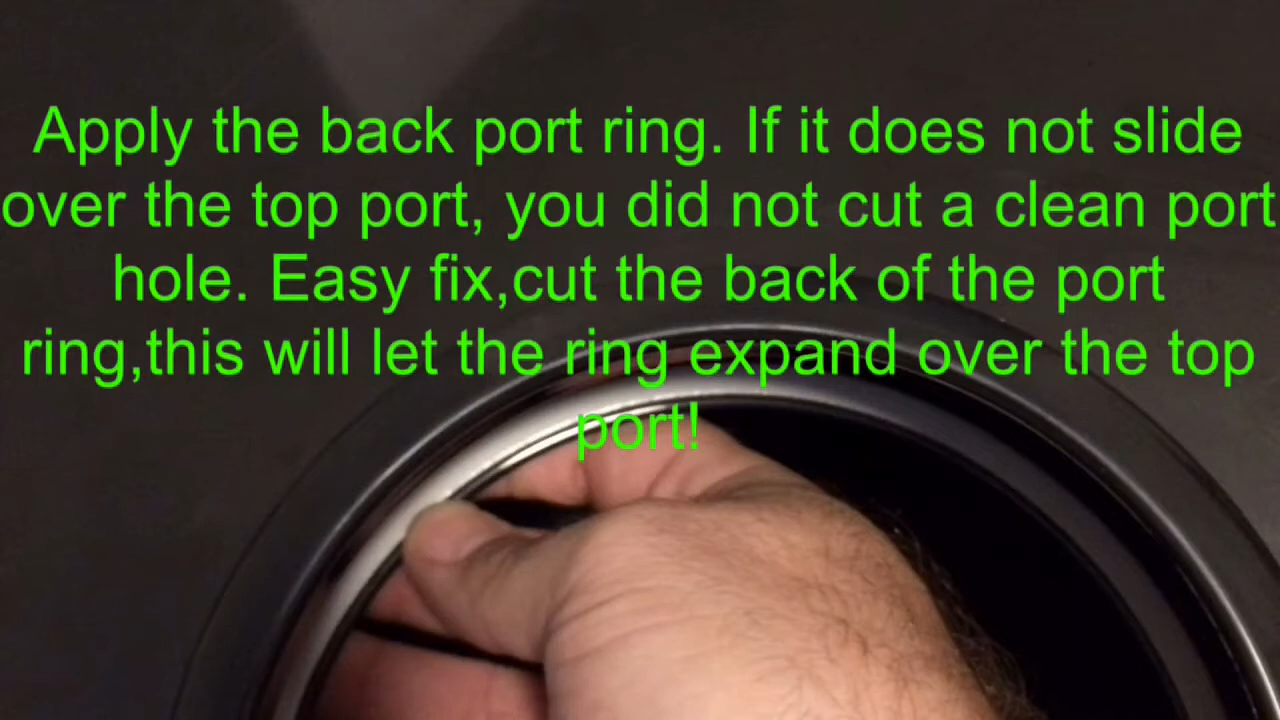 Apply the back port ring. If it does not slide
over the top port, you did not cut a clean port
hole. Easy fix,cut the back of the port
ring,this will let the ring expand over the top
port!